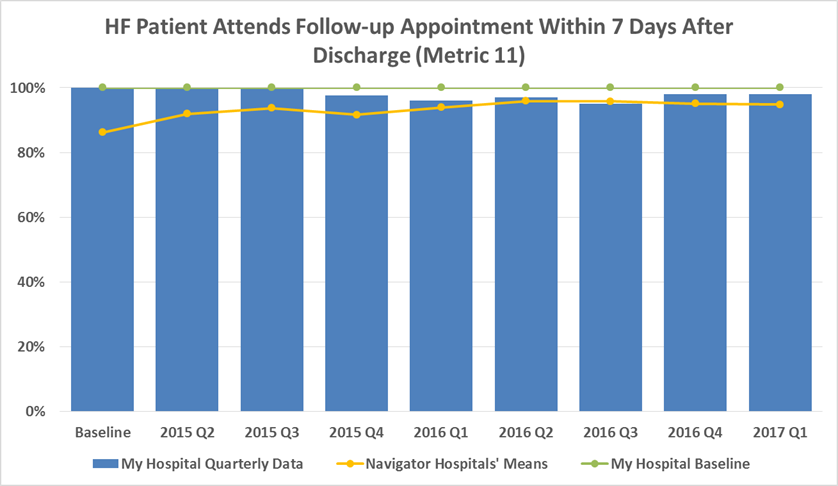 HF Patient Attends Follow-up Appointment Within 7 Days After
Discharge (Metric 11)
100%
80%
60%
40%
20%
0%
Baseline 2015 Q2 2015 Q3 2015 Q4 2016 Q1 2016 Q2 2016 Q3 2016 Q4 2017 Q1
My Hospital Quarterly Data Navigator Hospitals' Means My Hospital Baseline